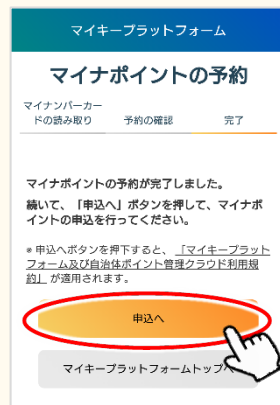 マイキープラットフォーム
マイナポイントの予約
マイナンバーカー
ドの読み取り
予約の確認
完了
マイナポイントの予約が完了しました。
続いて、「申込へ」ボタンを押して、マイナポ
イントの申込を行ってください。
※申込へボタンを押下すると、「マイキープラット
フォーム及び自治体ポイント管理クラウド利用規
約」が適用されます。
申込へ
マイキープラットフォームトップへ